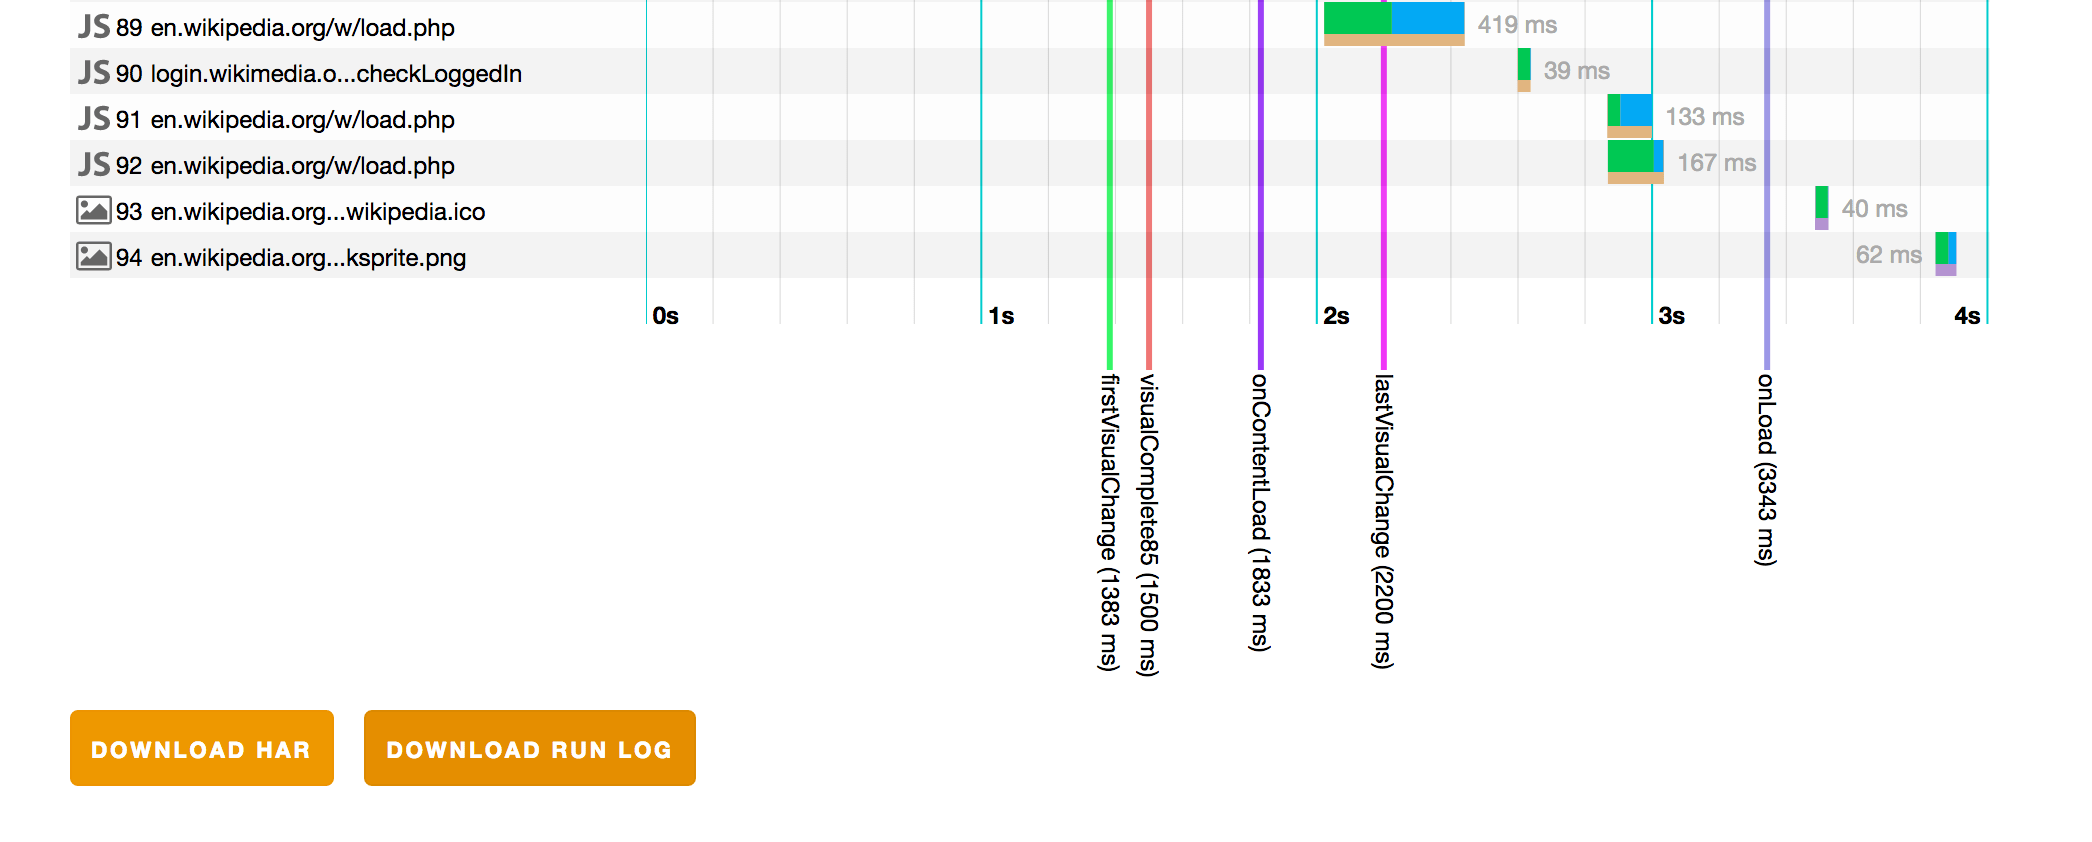 JS 89 en.wikipedia.org/w/load.php 419 ms
JS 90 login.wikimedia.o...checkLoggedIn 39 ms
JS 91 en.wikipedia.org/w/load.php 133 ms
JS 92 en.wikipedia.org/w/load.php 167 ms
93 en.wikipedia.org...wikipedia.ico 40 ms
94 en.wikipedia.org...ksprite.png 62 ms
0s 1s 2s 3s 4s
firstVisualChange (1383 ms)
visualComplete85 (1500 ms)
onContentLoad (1833 ms)
lastVisualChange (2200 ms)
onLoad (3343 ms)
DOWNLOAD HAR
DOWNLOAD RUN LOG